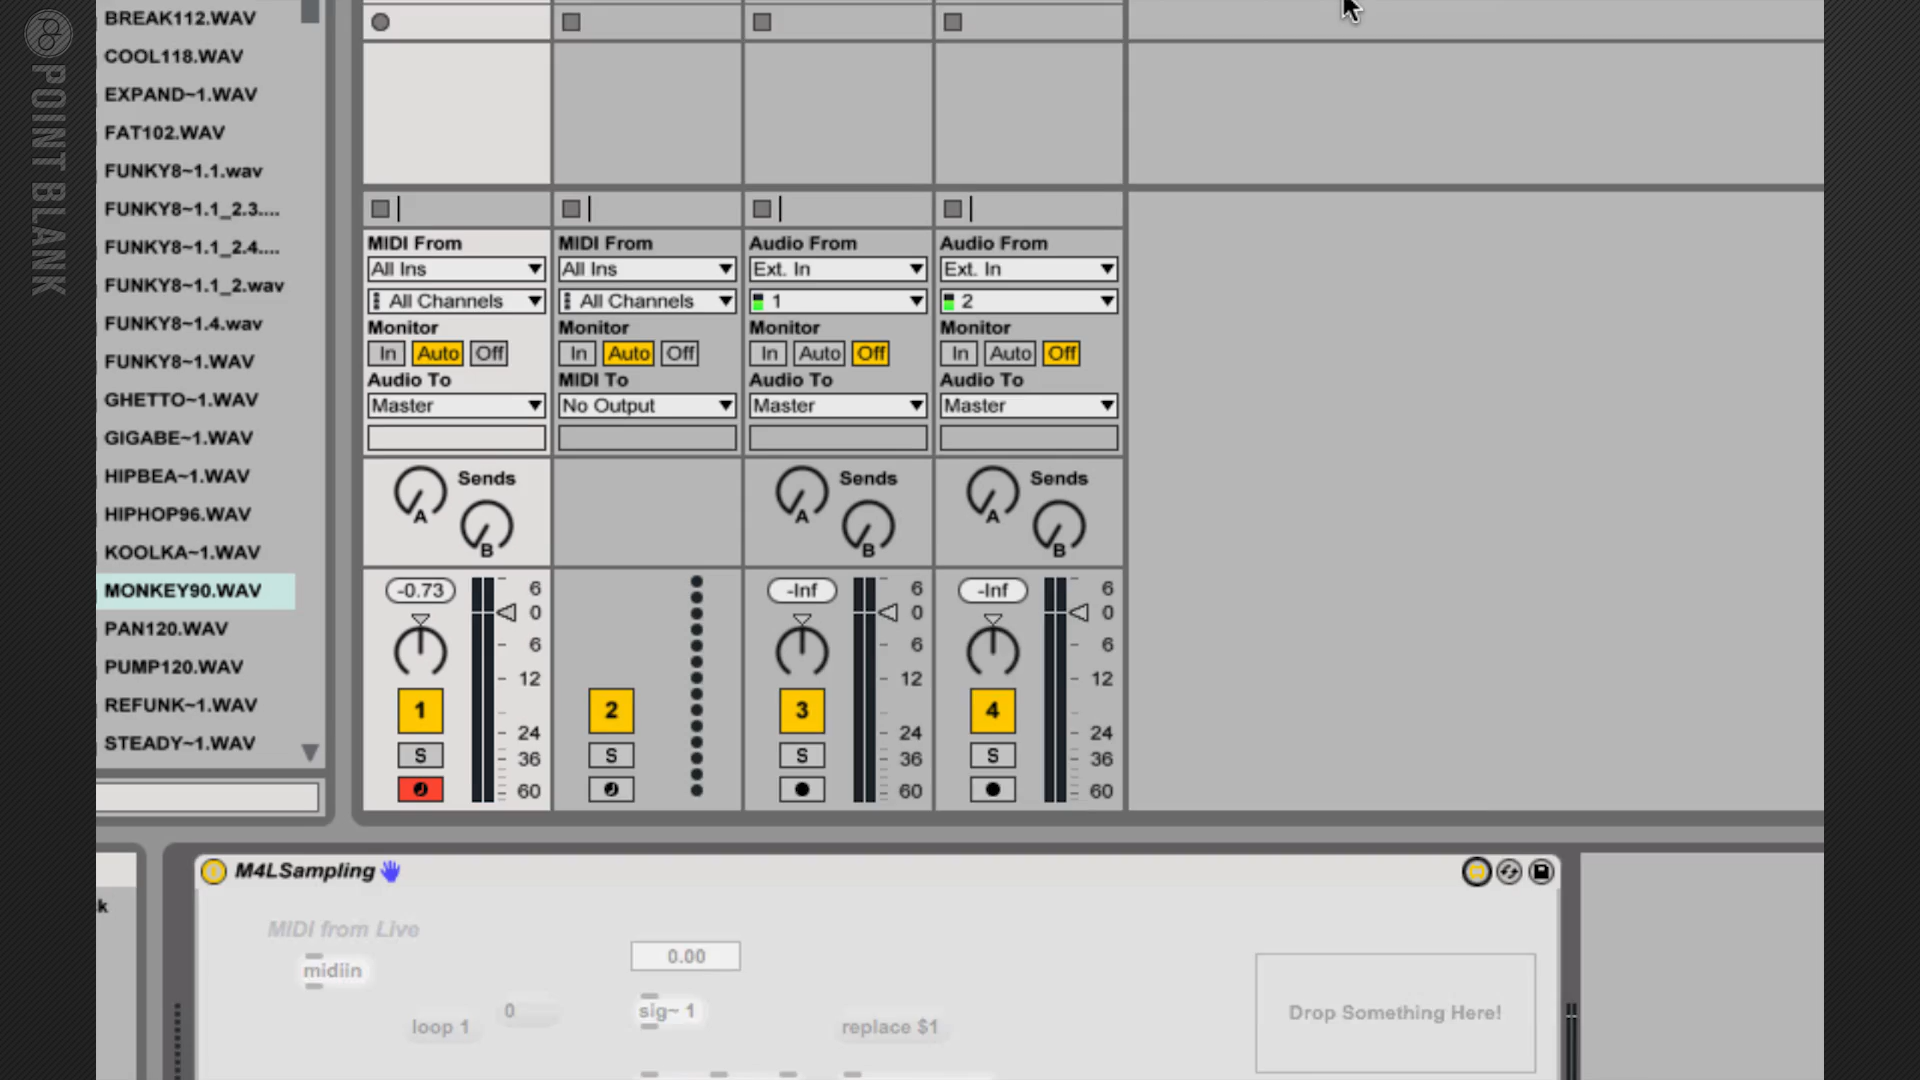 POINT BLANK
BREAK112.WAV
COOL118.WAV
EXPAND~1.WAV
FAT102.WAV
FUNKY8~1.1.wav
FUNKY8~1.1_2.3....
FUNKY8~1.1_2.4....
FUNKY8~1.1_2.wav
FUNKY8~1.4.wav
FUNKY8~1.WAV
GHETTO~1.WAV
GIGABE~1.WAV
HIPBEA~1.WAV
HIPHOP96.WAV
KOOLKA~1.WAV
MONKEY90.WAV
PAN120.WAV
PUMP120.WAV
REFUNK~1.WAV
STEADY~1.WAV
MIDI From MIDI From Audio From Audio From
All Ins All Ins Ext. In Ext. In
All Channels All Channels 1 2
Monitor Monitor Monitor Monitor
In Auto Off In Auto Off In Auto Off In Auto Off
Audio To MIDI To Audio To Audio To
Master No Output Master Master
Sends Sends Sends
A A A
B B B
-0.73 6 -Inf 6 -Inf 6
0 0 0
6 6 6
12 12 12
1 2 3 4
24 24 24
S S S S
36 36 36
60 60 60
M4LSampling
k
MIDI from Live
0.00
midiin
0 sig~ 1 Drop Something Here!
loop 1 replace $1